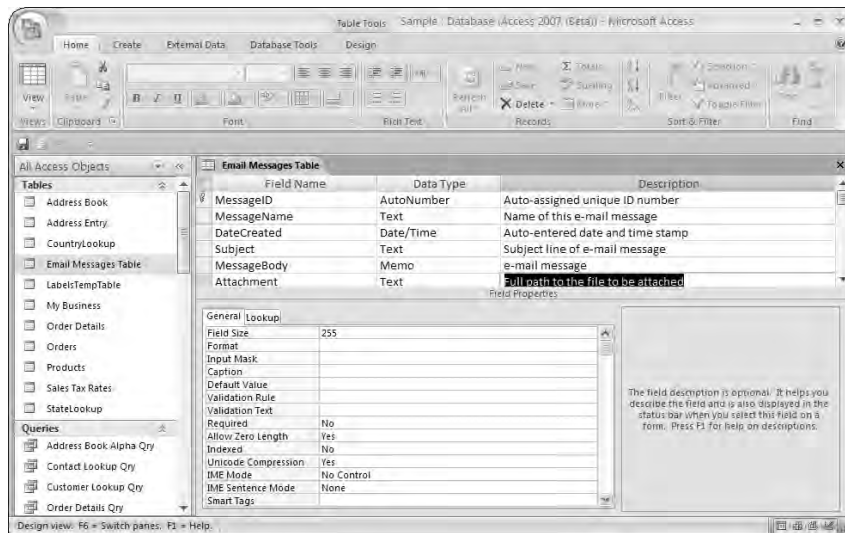 Table Tools Sample : Database (Access 2007 (Beta)) - Microsoft Access
Home Create External Data Database Tools Design
View
Paste
B I U
Refresh All
New
Save
Delete
Totals
Spelling
More
Filter
Selection
Advanced
Toggle Filter
Find
Views Clipboard Font Rich Text Records Sort & Filter Find
All Access Objects
Tables
Address Book
Address Entry
CountryLookup
Email Messages Table
LabelsTempTable
My Business
Order Details
Orders
Products
Sales Tax Rates
StateLookup
Queries
Address Book Alpha Qry
Contact Lookup Qry
Customer Lookup Qry
Order Details Qry
Email Messages Table
Field Name Data Type Description
MessageID AutoNumber Auto-assigned unique ID number
MessageName Text Name of this e-mail message
DateCreated Date/Time Auto-entered date and time stamp
Subject Text Subject line of e-mail message
MessageBody Memo e-mail message
Attachment Text Full path to the file to be attached
Field Properties
General Lookup
Field Size 255
Format
Input Mask
Caption
Default Value
Validation Rule
Validation Text
Required No
Allow Zero Length Yes
Indexed No
Unicode Compression Yes
IME Mode No Control
IME Sentence Mode None
Smart Tags
The field description is optional. It helps you
describe the field and is also displayed in the
status bar when you select this field on a
form. Press F1 for help on descriptions.
Design view. F6 = Switch panes. F1 = Help.